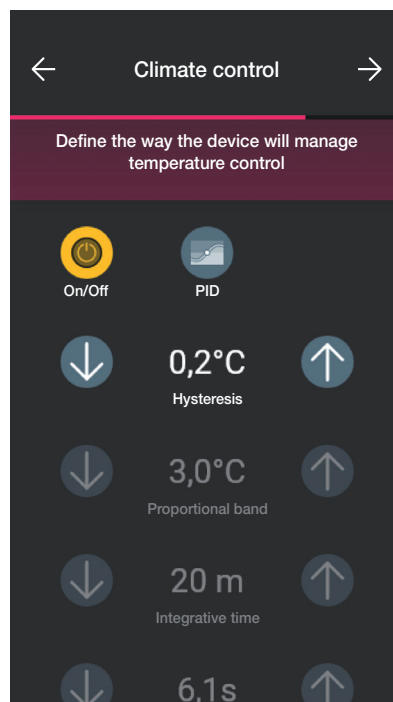 Climate control
Define the way the device will manage
temperature control
On/Off
PID
0,2°C
Hysteresis
3,0°C
Proportional band
20 m
Integrative time
6,1s